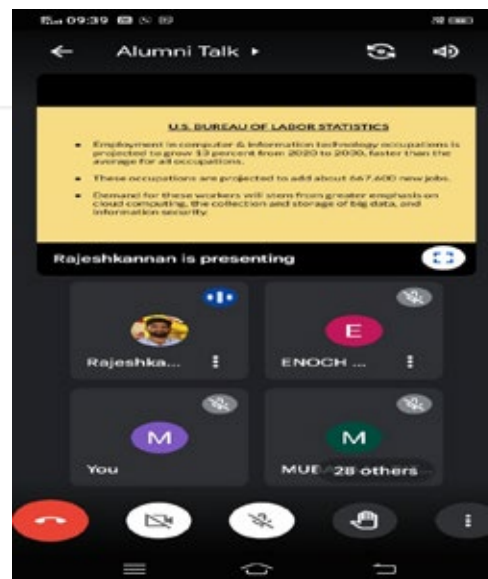 09:39
Alumni Talk
U.S. BUREAU OF LABOR STATISTICS
Employment in computer & information technology occupations is
projected to grow 13 percent from 2020 to 2030, faster than the
average for all occupations.
These occupations are projected to add about 667,600 new jobs.
Demand for these workers will stem from greater emphasis on
cloud computing, the collection and storage of big data, and
information security.
Rajeshkannan is presenting
E
Rajeshka...
ENOCH ...
M
M
You
MUE
28 others